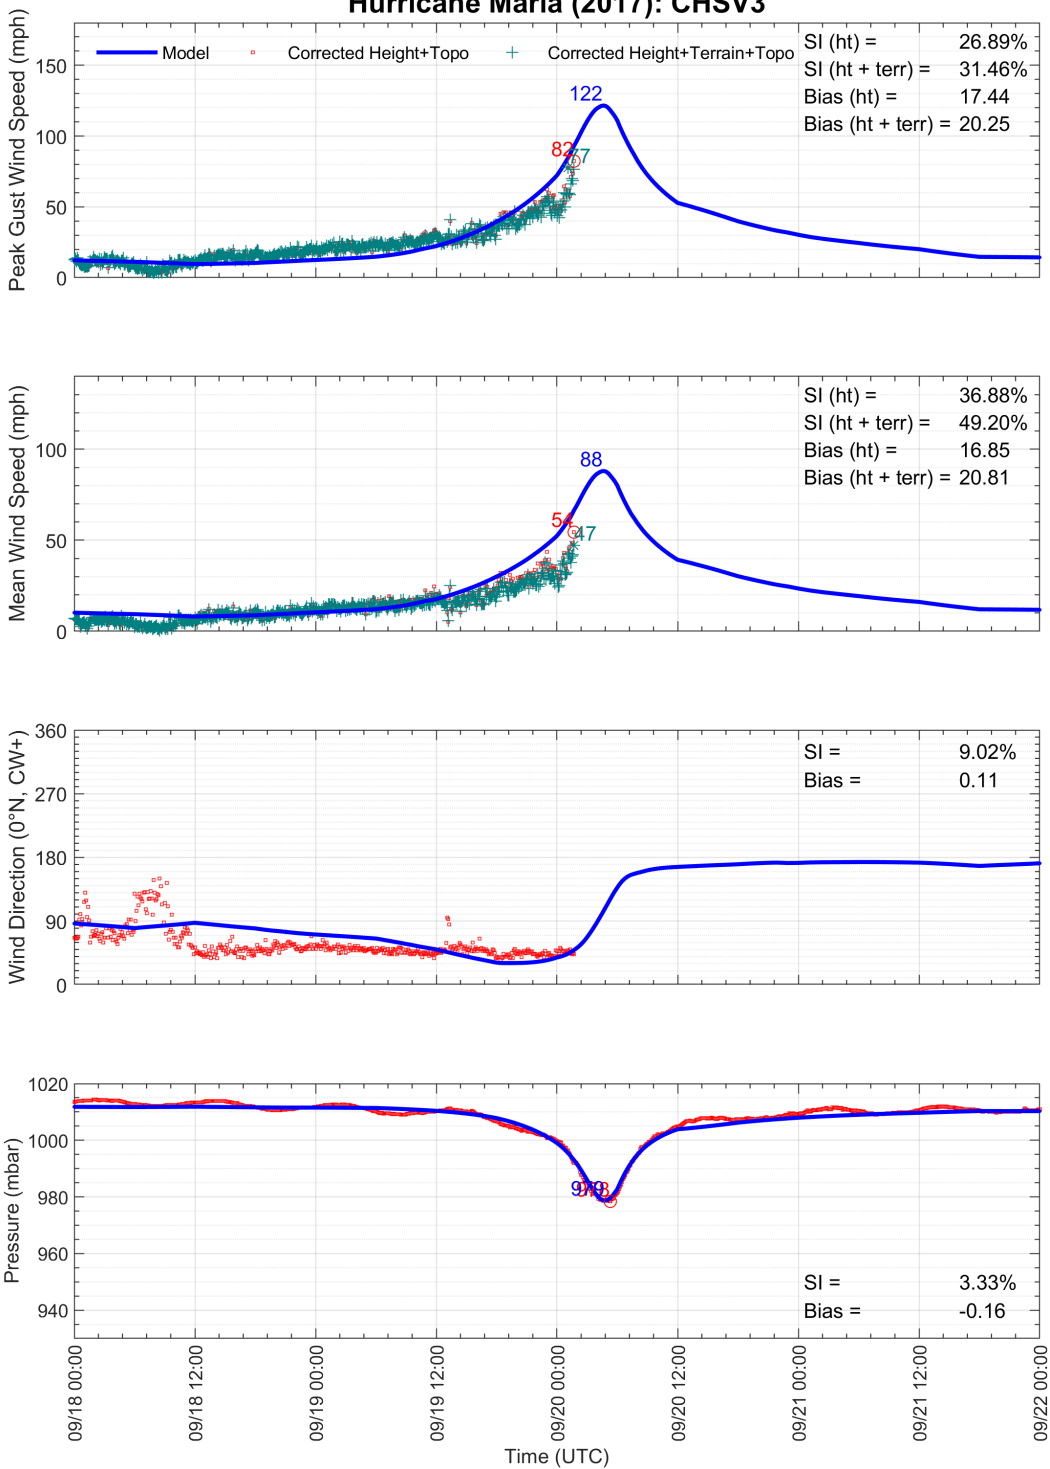 Hurricane Maria (2017): CHSV3
Peak Gust Wind Speed (mph)
150
100
50
0
Model
Corrected Height+Topo
Corrected Height+Terrain+Topo
SI (ht) = 26.89%
SI (ht + terr) = 31.46%
Bias (ht) = 17.44
Bias (ht + terr) = 20.25
122
82
77
Mean Wind Speed (mph)
100
50
0
SI (ht) = 36.88%
SI (ht + terr) = 49.20%
Bias (ht) = 16.85
Bias (ht + terr) = 20.81
88
54
47
Wind Direction (0°N, CW+)
360
270
180
90
0
SI = 9.02%
Bias = 0.11
Pressure (mbar)
1020
1000
980
960
940
979
SI = 3.33%
Bias = -0.16
09/18 00:00
09/18 12:00
09/19 00:00
09/19 12:00
09/20 00:00
09/20 12:00
09/21 00:00
09/21 12:00
09/22 00:00
Time (UTC)